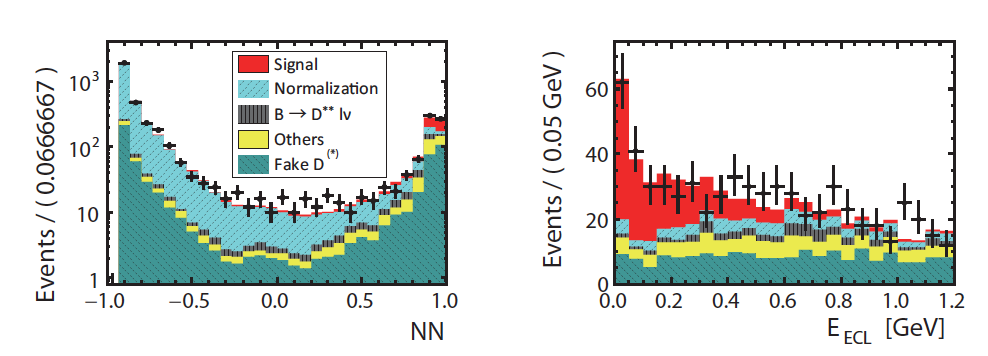 Events / ( 0.0666667 )
10³
10²
10
1
Signal
Normalization
B → D** lν
Others
Fake D(*)
−1.0 −0.5 0.0 0.5 1.0
NN
Events / ( 0.05 GeV )
60
40
20
0
0.0 0.2 0.4 0.6 0.8 1.0 1.2
E ECL [GeV]